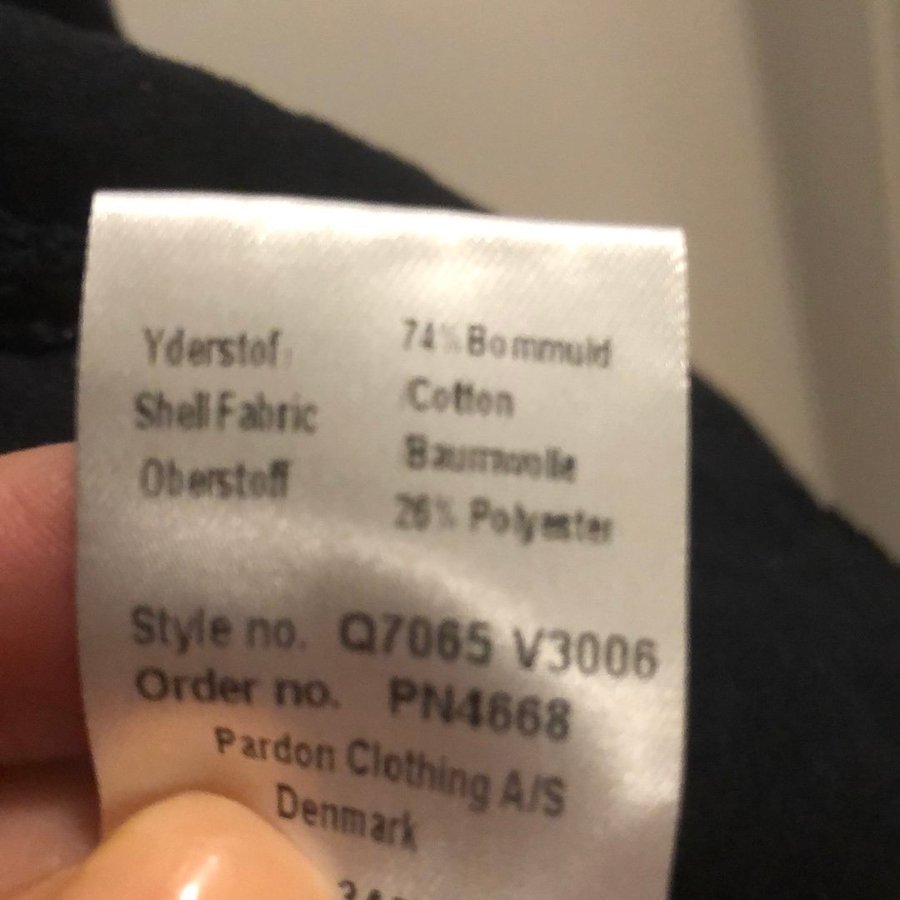 Yderstof 74% Bommuld
Shell Fabric Cotton
Oberstoff Baumwolle
26% Polyester
Style no. Q7065 V3006
Order no. PN4668
Pardon Clothing A/S
Denmark